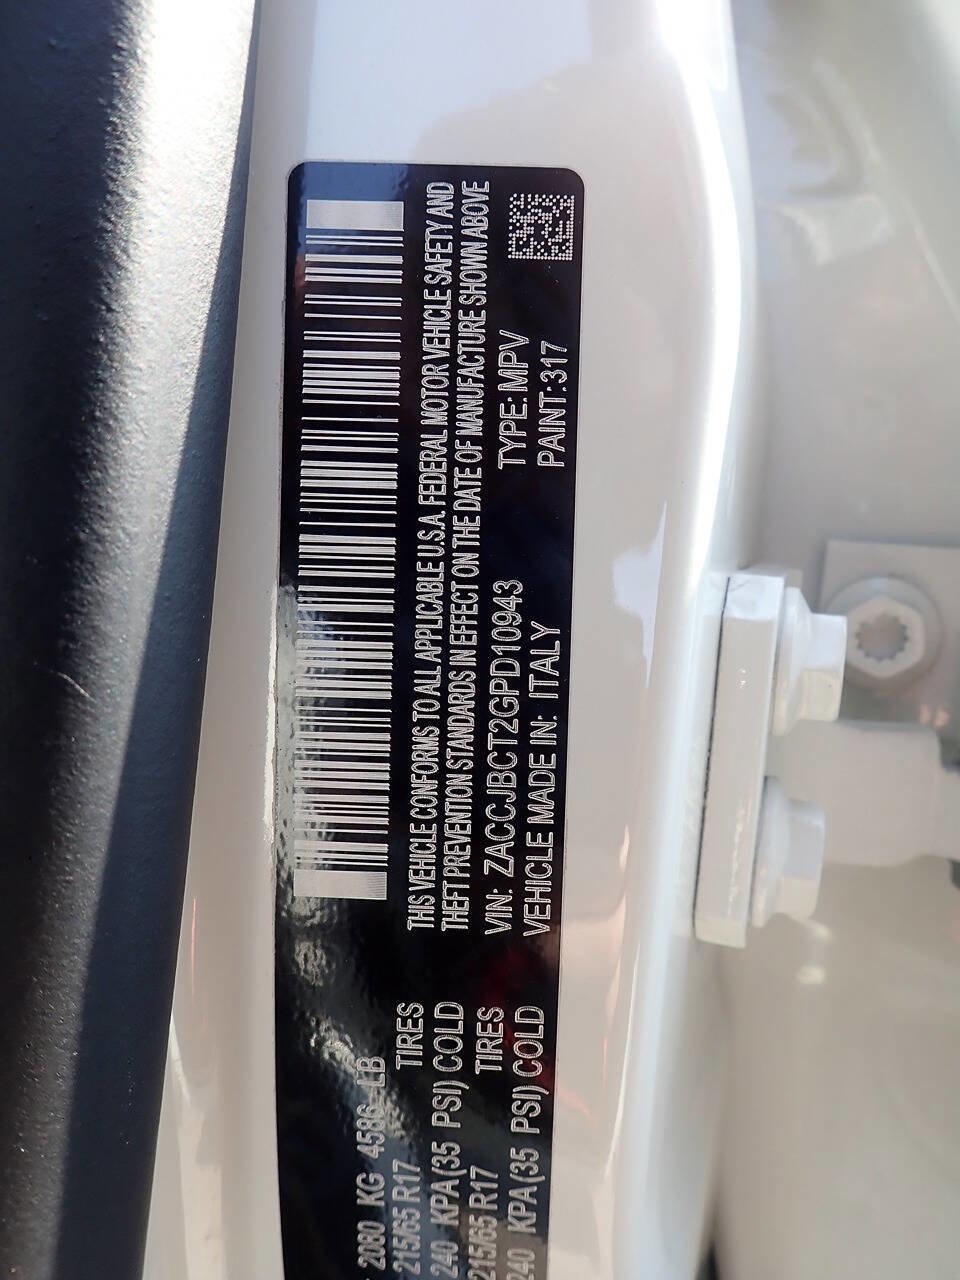 THIS VEHICLE CONFORMS TO ALL APPLICABLE U.S.A. FEDERAL MOTOR VEHICLE SAFETY AND
THEFT PREVENTION STANDARDS IN EFFECT ON THE DATE OF MANUFACTURE SHOWN ABOVE
VIN: ZACCJBCT2GPD10943 TYPE: MPV
VEHICLE MADE IN: ITALY PAINT: 317
2080 KG 4586 LB
215/65 R17 TIRES
240 KPA(35 PSI) COLD
215/65 R17 TIRES
240 KPA(35 PSI) COLD